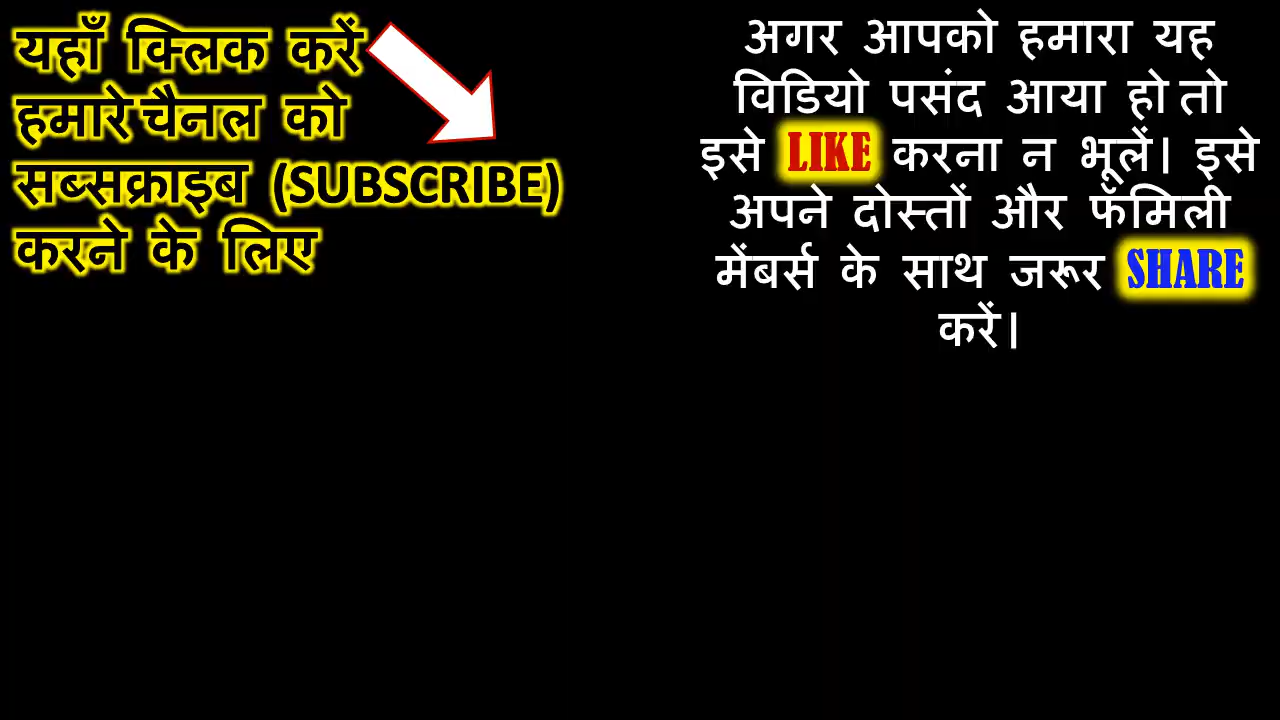 यहाँ क्लिक करें
हमारे चैनल को
सब्सक्राइब (SUBSCRIBE)
करने के लिए
अगर आपको हमारा यह
विडियो पसंद आया हो तो
इसे LIKE करना न भूलें। इसे
अपने दोस्तों और फॅमिली
मेंबर्स के साथ जरूर SHARE
करें।